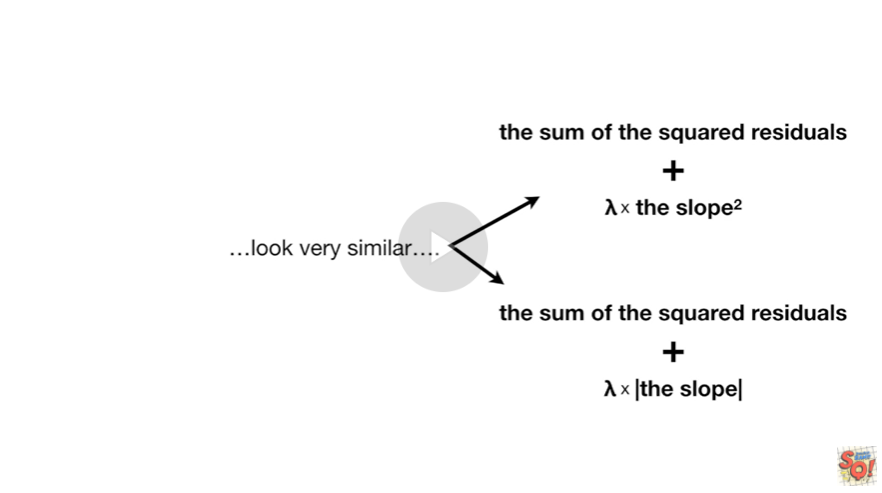 the sum of the squared residuals
+
λ x the slope²
...look very similar....
the sum of the squared residuals
+
λ x |the slope|
SQ!